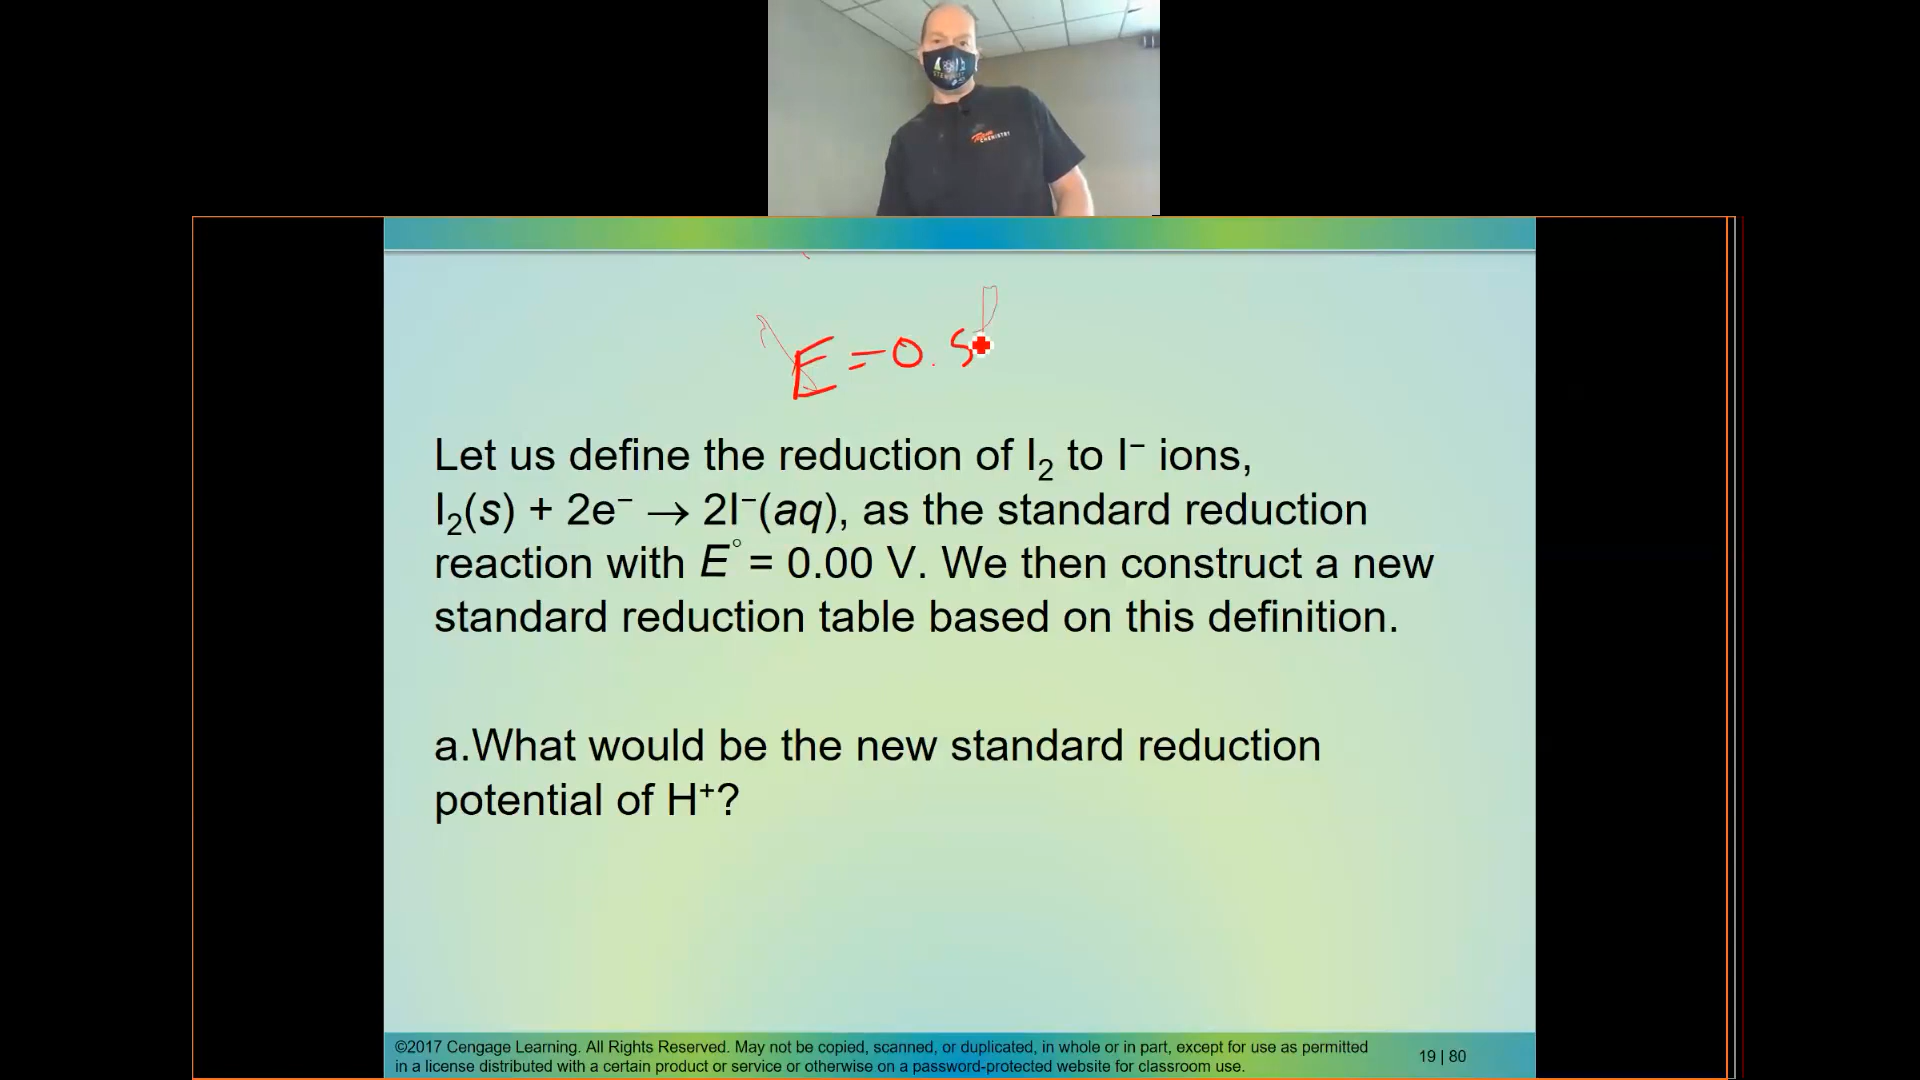 CHEMISTRY
E = 0.5
Let us define the reduction of I₂ to I⁻ ions,
I₂(s) + 2e⁻ → 2I⁻(aq), as the standard reduction
reaction with E° = 0.00 V. We then construct a new
standard reduction table based on this definition.
a.What would be the new standard reduction
potential of H⁺?
©2017 Cengage Learning. All Rights Reserved. May not be copied, scanned, or duplicated, in whole or in part, except for use as permitted
in a license distributed with a certain product or service or otherwise on a password-protected website for classroom use.
19 | 80